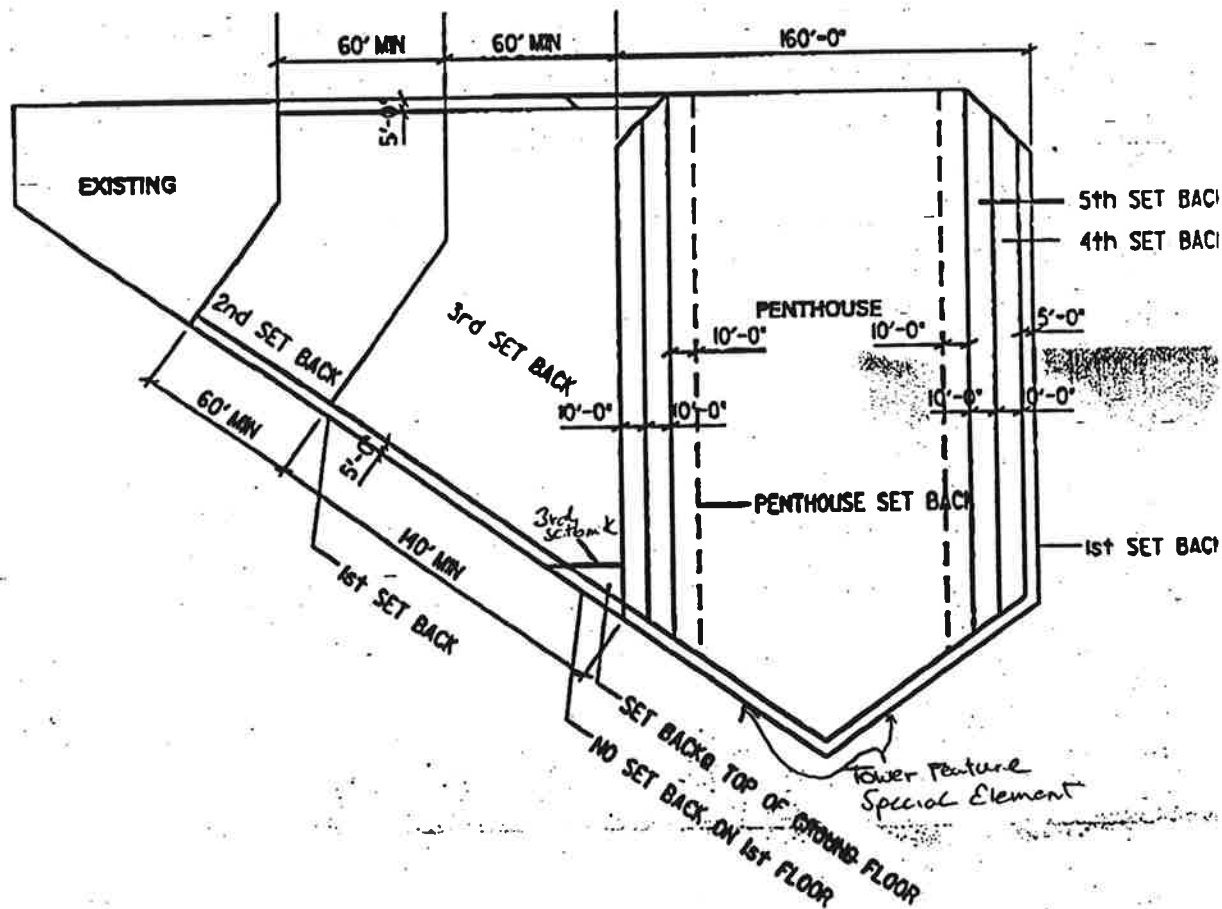 60' MIN
60' MIN
160'-0"
5'-0"
EXISTING
5th SET BAC
4th SET BAC
2nd SET BACK
3rd SET BACK
PENTHOUSE
10'-0"
10'-0"
5'-0"
10'-0"
10'-0"
10'-0"
0'-0"
60' MIN
5'-0"
PENTHOUSE SET BACK
3rd setback
140' MIN
1st SET BACK
1st SET BAC
SET BACK@ TOP OF GROUND FLOOR
NO SET BACK ON 1st FLOOR
Tower Feature
Special Element